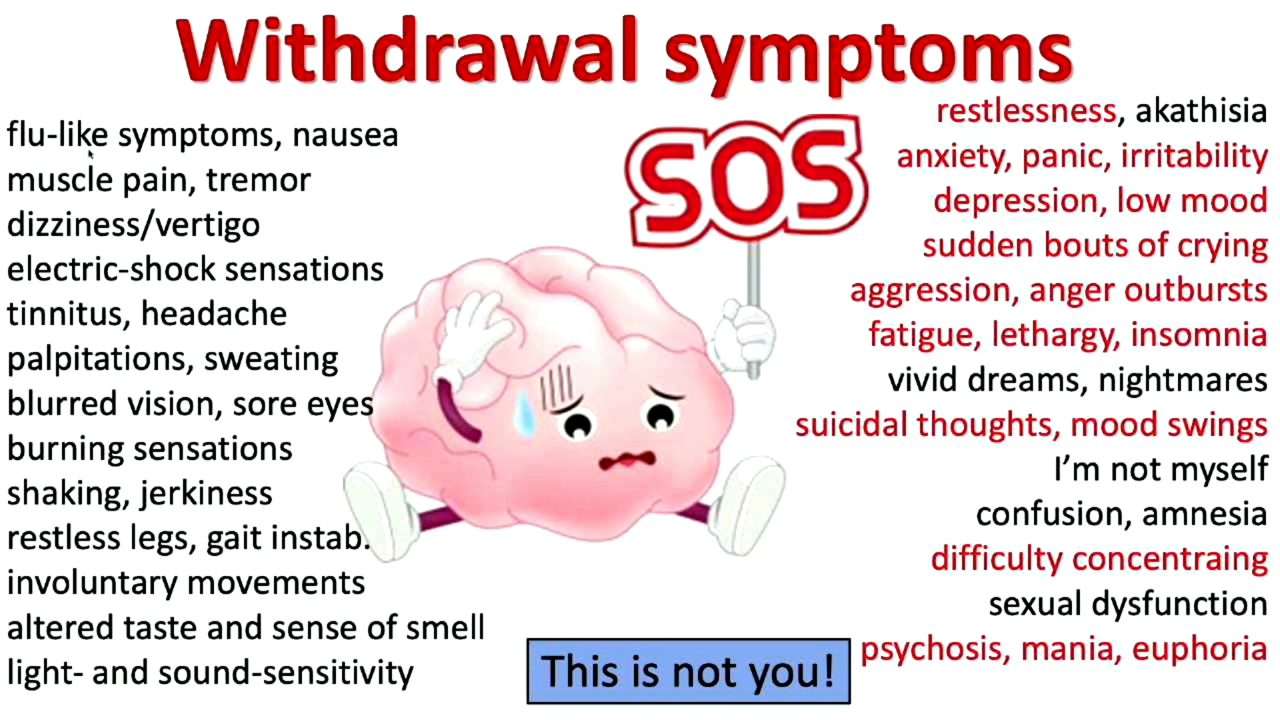 Withdrawal symptoms
flu-like symptoms, nausea
muscle pain, tremor
dizziness/vertigo
electric-shock sensations
tinnitus, headache
palpitations, sweating
blurred vision, sore eyes
burning sensations
shaking, jerkiness
restless legs, gait instab.
involuntary movements
altered taste and sense of smell
light- and sound-sensitivity
SOS
This is not you!
restlessness, akathisia
anxiety, panic, irritability
depression, low mood
sudden bouts of crying
aggression, anger outbursts
fatigue, lethargy, insomnia
vivid dreams, nightmares
suicidal thoughts, mood swings
I'm not myself
confusion, amnesia
difficulty concentraing
sexual dysfunction
psychosis, mania, euphoria